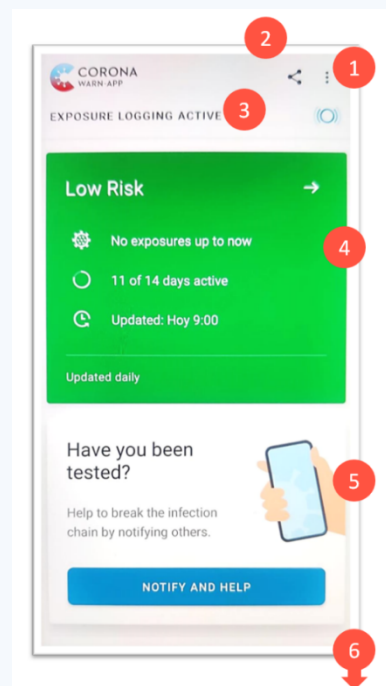 2
1
CORONA
WARN-APP
3
EXPOSURE LOGGING ACTIVE
Low Risk
4
No exposures up to now
11 of 14 days active
Updated: Hoy 9:00
Updated daily
Have you been
tested?
5
Help to break the infection
chain by notifying others.
NOTIFY AND HELP
6